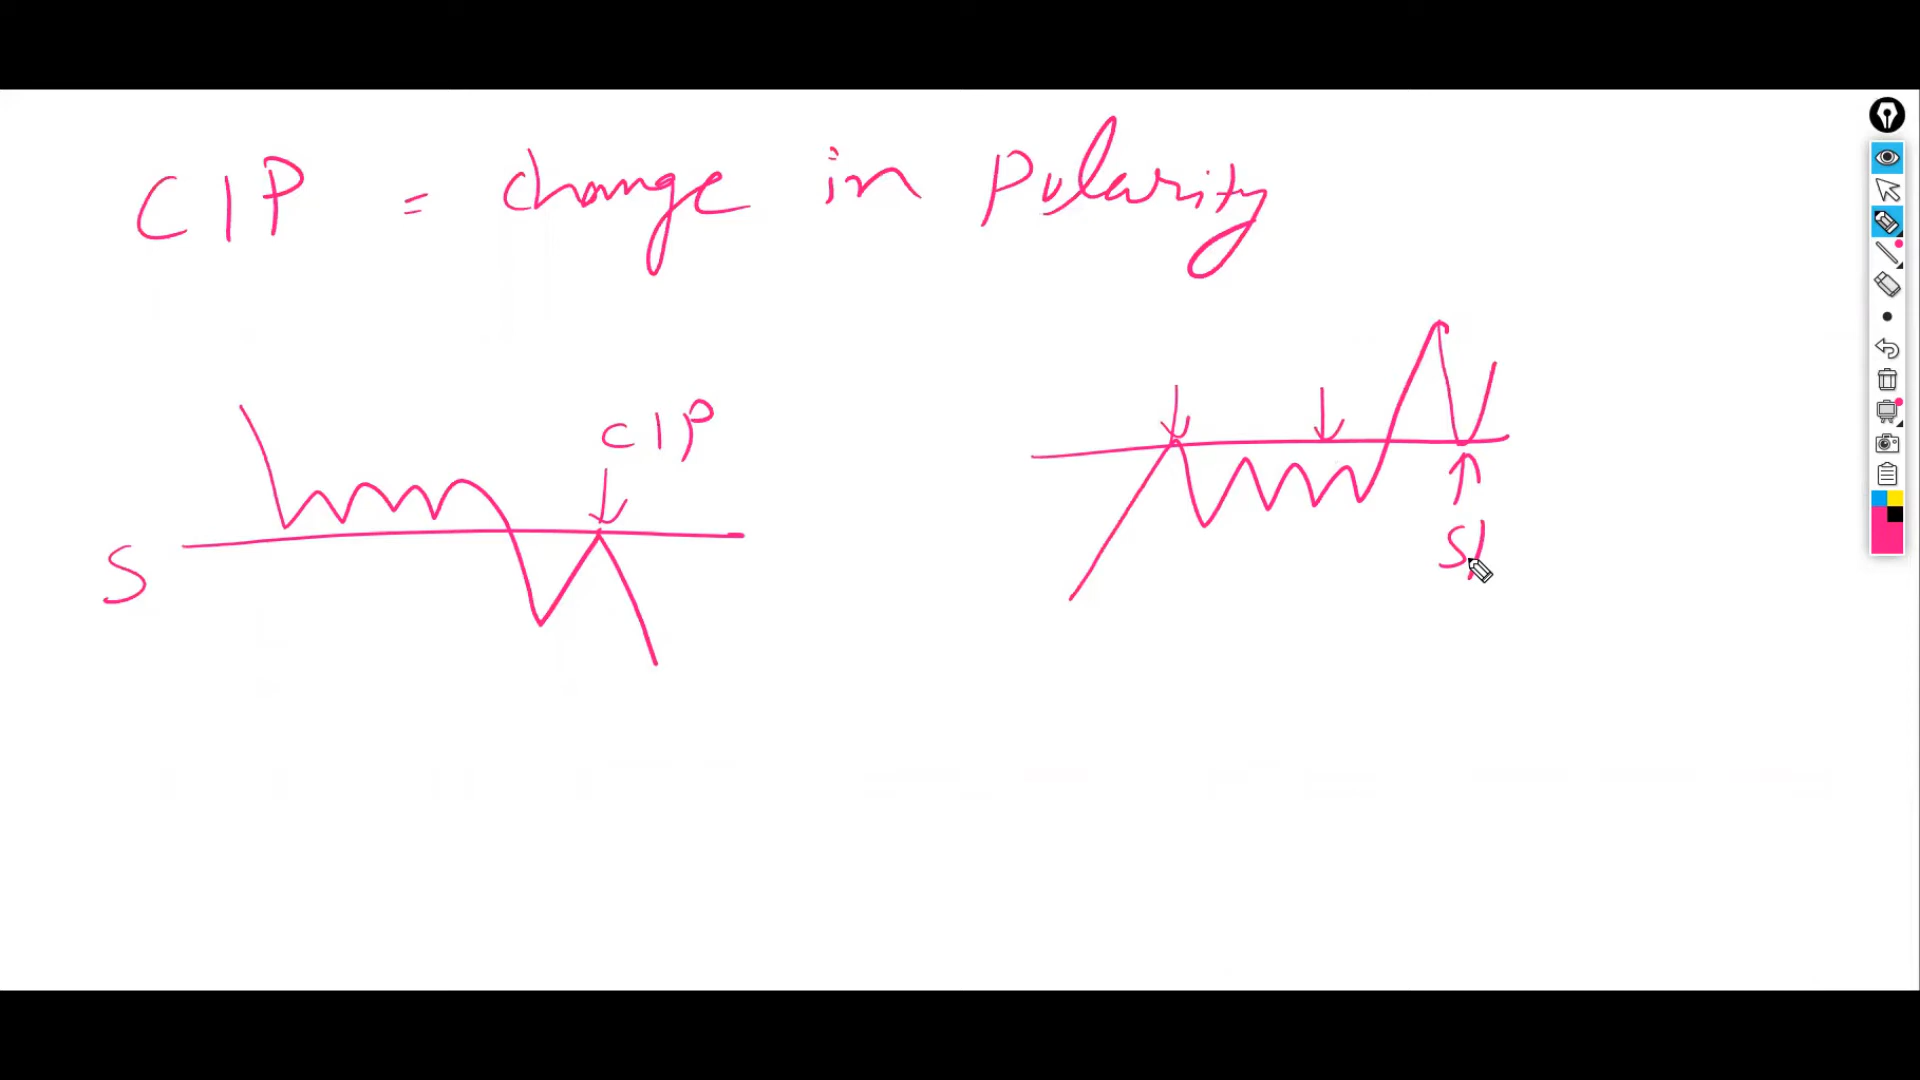 CIP = change in Polarity
CIP
S
S